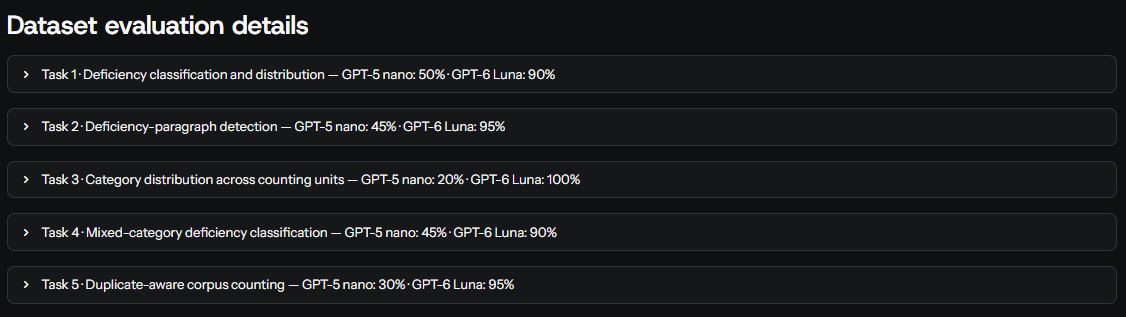 Dataset evaluation details
Task 1 · Deficiency classification and distribution — GPT-5 nano: 50% · GPT-6 Luna: 90%
Task 2 · Deficiency-paragraph detection — GPT-5 nano: 45% · GPT-6 Luna: 95%
Task 3 · Category distribution across counting units — GPT-5 nano: 20% · GPT-6 Luna: 100%
Task 4 · Mixed-category deficiency classification — GPT-5 nano: 45% · GPT-6 Luna: 90%
Task 5 · Duplicate-aware corpus counting — GPT-5 nano: 30% · GPT-6 Luna: 95%